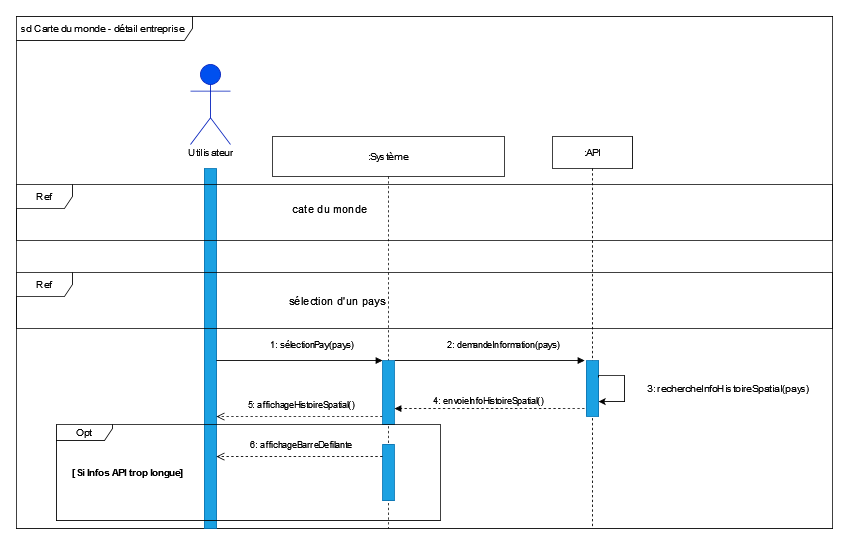 sd Carte du monde - détail entreprise
Utilisateur
:Système
:API
Ref
cate du monde
Ref
sélection d'un pays
1: sélectionPay(pays)
2: demandeInformation(pays)
3: rechercheInfoHistoireSpatial(pays)
4: envoieInfoHistoireSpatial()
5: affichageHistoireSpatial()
Opt
6: affichageBarreDefilante
[ Si Infos API trop longue]